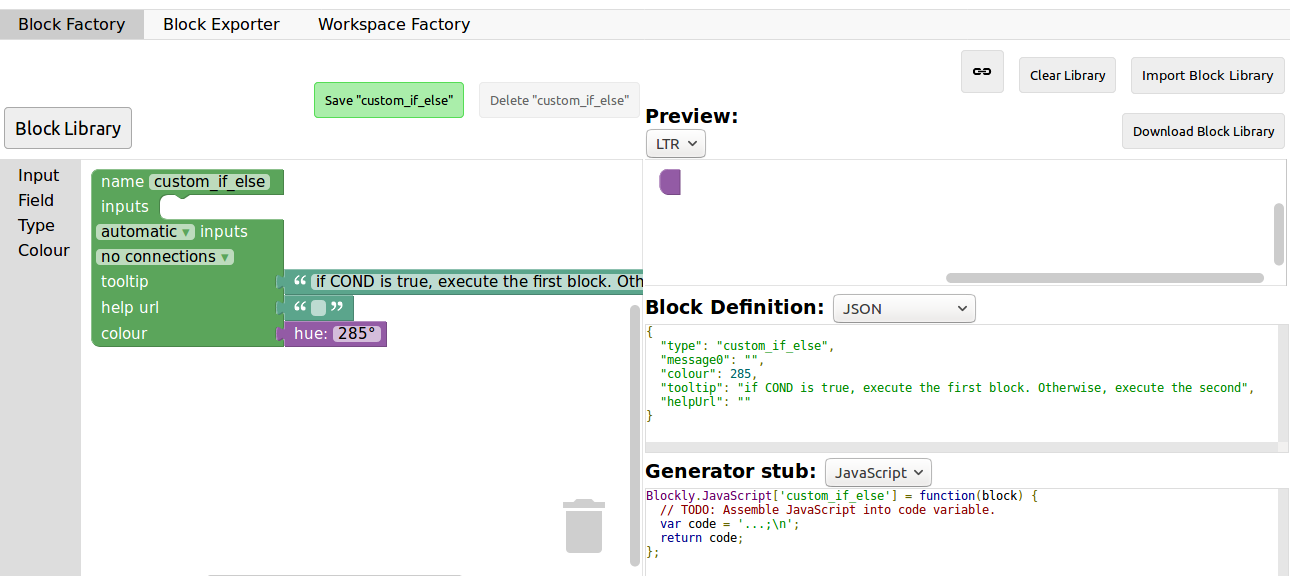 Block Factory Block Exporter Workspace Factory
Clear Library Import Block Library
Save "custom_if_else" Delete "custom_if_else"
Block Library
Preview:
Download Block Library
LTR
Input
Field
Type
Colour
name custom_if_else
inputs
automatic ▾ inputs
no connections ▾
tooltip “ if COND is true, execute the first block. Oth
help url “ ”
colour hue: 285°
Block Definition: JSON
{
"type": "custom_if_else",
"message0": "",
"colour": 285,
"tooltip": "if COND is true, execute the first block. Otherwise, execute the second",
"helpUrl": ""
}
Generator stub: JavaScript
Blockly.JavaScript['custom_if_else'] = function(block) {
// TODO: Assemble JavaScript into code variable.
var code = '...;\n';
return code;
};